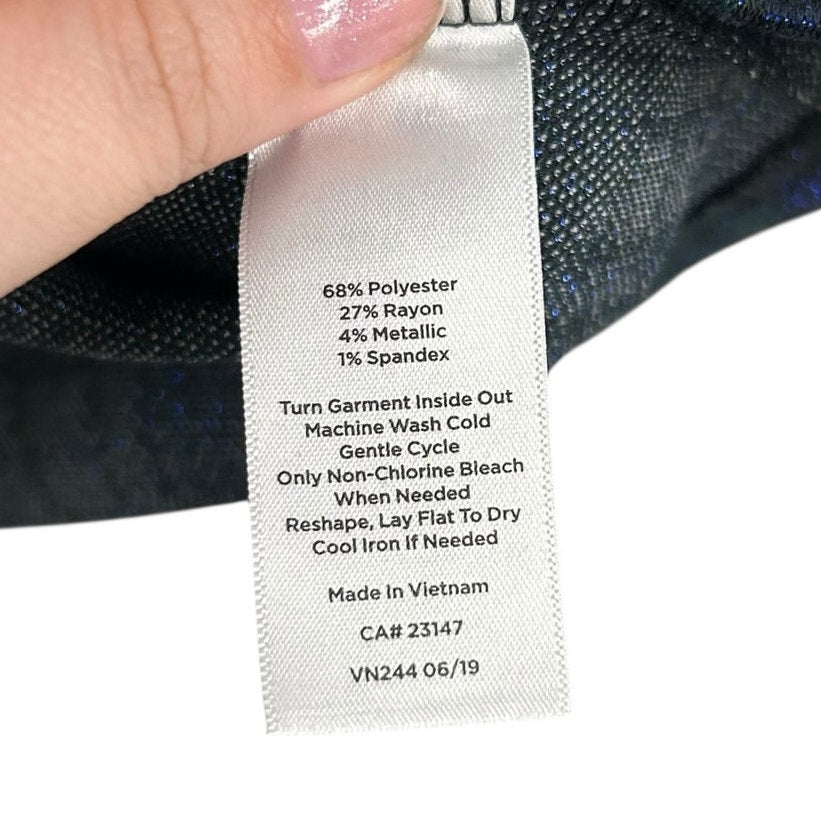 68% Polyester
27% Rayon
4% Metallic
1% Spandex
Turn Garment Inside Out
Machine Wash Cold
Gentle Cycle
Only Non-Chlorine Bleach
When Needed
Reshape, Lay Flat To Dry
Cool Iron If Needed
Made In Vietnam
CA# 23147
VN244 06/19